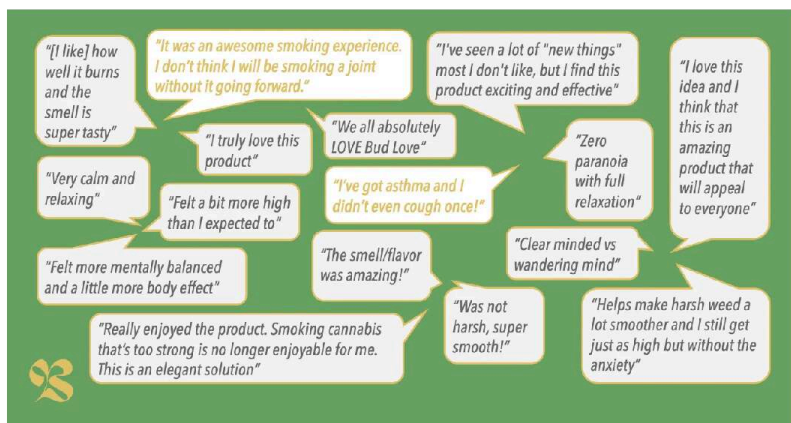 "[I like] how
well it burns
and the
smell is
super tasty"
"It was an awesome smoking experience.
I don't think I will be smoking a joint
without it going forward."
"I've seen a lot of "new things"
most I don't like, but I find this
product exciting and effective"
"I love this
idea and I
think that
this is an
amazing
product that
will appeal
to everyone"
"I truly love this
product"
"We all absolutely
LOVE Bud Love"
"Zero
paranoia
with full
relaxation"
"Very calm and
relaxing"
"Felt a bit more high
than I expected to"
"I've got asthma and I
didn't even cough once!"
"Felt more mentally balanced
and a little more body effect"
"The smell/flavor
was amazing!"
"Clear minded vs
wandering mind"
"Really enjoyed the product. Smoking cannabis
that's too strong is no longer enjoyable for me.
This is an elegant solution"
"Was not
harsh, super
smooth!"
"Helps make harsh weed a
lot smoother and I still get
just as high but without the
anxiety"